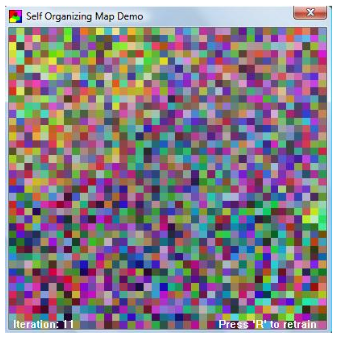 Self Organizing Map Demo
Iteration: 11
Press 'R' to retrain